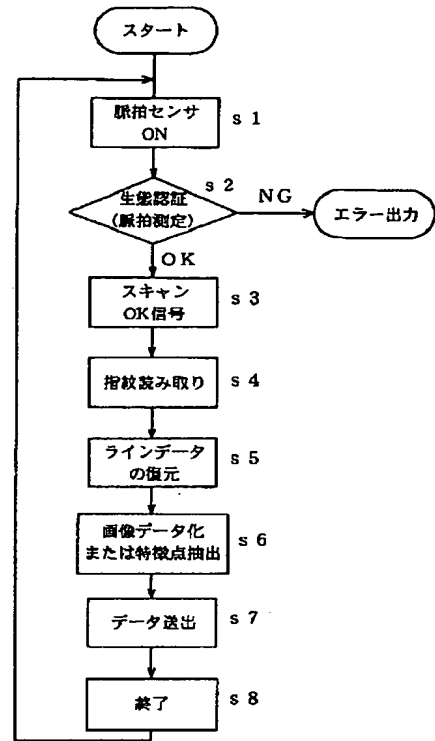 スタート
脈拍センサ
ON
s 1
生態認証
(脈拍測定)
s 2
NG
エラー出力
OK
スキャン
OK信号
s 3
指紋読み取り
s 4
ラインデータ
の復元
s 5
画像データ化
または特徴点抽出
s 6
データ送出
s 7
終了
s 8